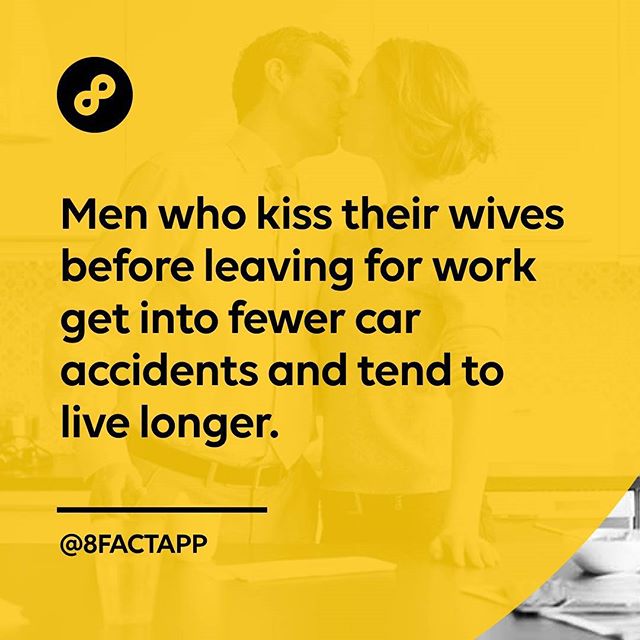 Men who kiss their wives
before leaving for work
get into fewer car
accidents and tend to
live longer.
@8FACTAPP